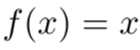 f(x) = x